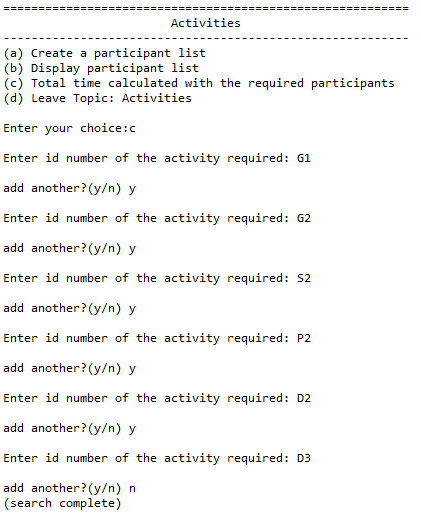 ==========================================================
Activities
----------------------------------------------------------
(a) Create a participant list
(b) Display participant list
(c) Total time calculated with the required participants
(d) Leave Topic: Activities
Enter your choice:c
Enter id number of the activity required: G1
add another?(y/n) y
Enter id number of the activity required: G2
add another?(y/n) y
Enter id number of the activity required: S2
add another?(y/n) y
Enter id number of the activity required: P2
add another?(y/n) y
Enter id number of the activity required: D2
add another?(y/n) y
Enter id number of the activity required: D3
add another?(y/n) n
(search complete)